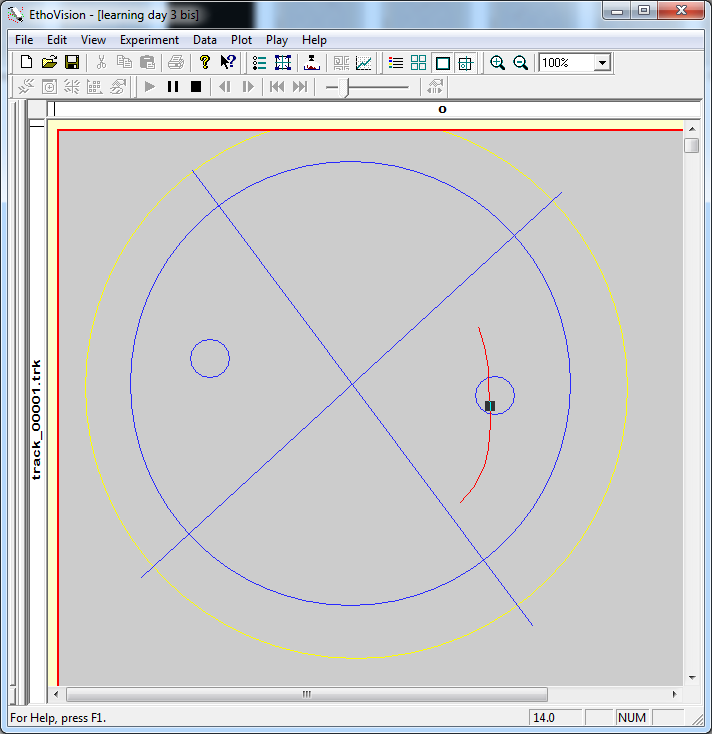 EthoVision - [learning day 3 bis]
File Edit View Experiment Data Plot Play Help
100%
O
track_00001.trk
For Help, press F1.
14.0
NUM